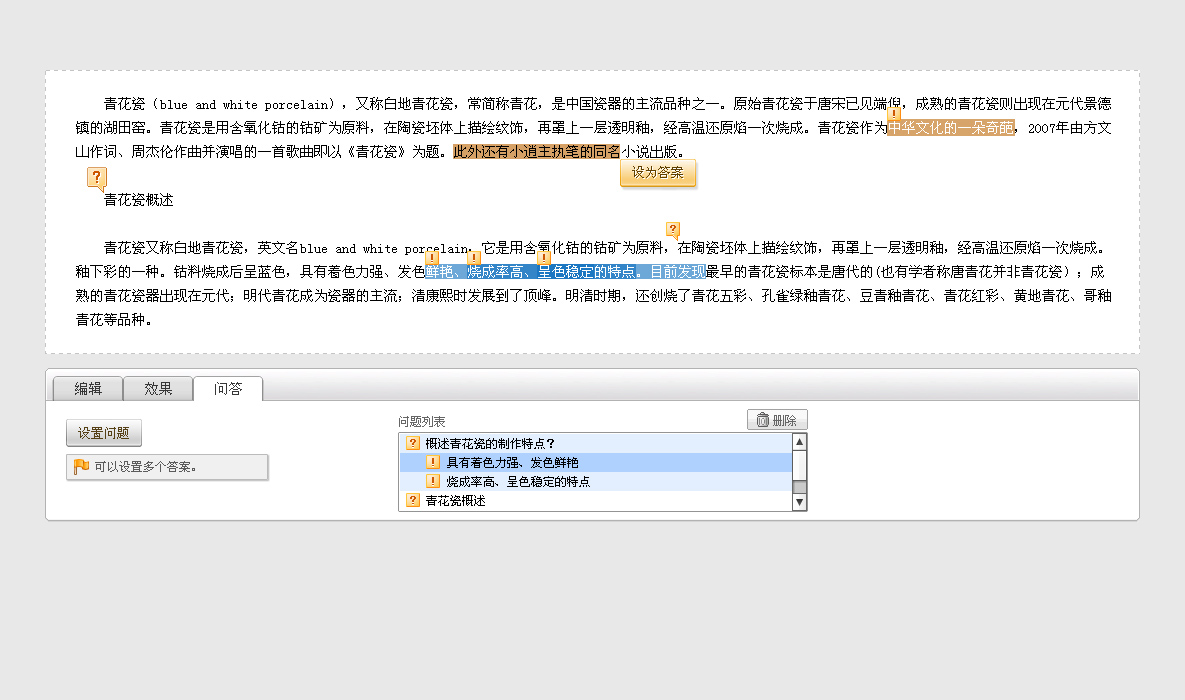 青花瓷（blue and white porcelain），又称白地青花瓷，常简称青花，是中国瓷器的主流品种之一。原始青花瓷于唐宋已见端倪，成熟的青花瓷则出现在元代景德
镇的湖田窑。青花瓷是用含氧化钴的钴矿为原料，在陶瓷坯体上描绘纹饰，再罩上一层透明釉，经高温还原焰一次烧成。青花瓷作为中华文化的一朵奇葩，2007年由方文
山作词、周杰伦作曲并演唱的一首歌曲即以《青花瓷》为题。此外还有小逍主执笔的同名小说出版。
设为答案
青花瓷概述
青花瓷又称白地青花瓷，英文名blue and white porcelain，它是用含氧化钴的钴矿为原料，在陶瓷坯体上描绘纹饰，再罩上一层透明釉，经高温还原焰一次烧成。
釉下彩的一种。钴料烧成后呈蓝色，具有着色力强、发色鲜艳、烧成率高、呈色稳定的特点。目前发现最早的青花瓷标本是唐代的(也有学者称唐青花并非青花瓷）；成
熟的青花瓷器出现在元代；明代青花成为瓷器的主流；清康熙时发展到了顶峰。明清时期，还创烧了青花五彩、孔雀绿釉青花、豆青釉青花、青花红彩、黄地青花、哥釉
青花等品种。
编辑 效果 问答
设置问题
可以设置多个答案。
问题列表 删除
概述青花瓷的制作特点？
具有着色力强、发色鲜艳
烧成率高、呈色稳定的特点
青花瓷概述